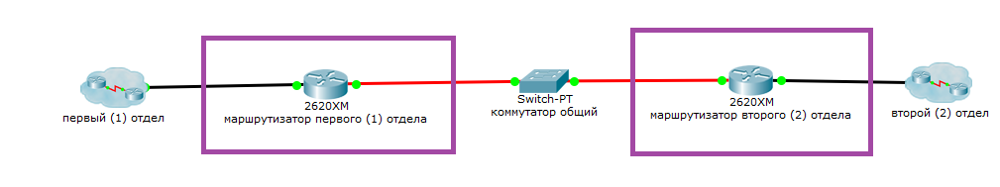 первый (1) отдел
2620XM
маршрутизатор первого (1) отдела
Switch-PT
коммутатор общий
2620XM
маршрутизатор второго (2) отдела
второй (2) отдел